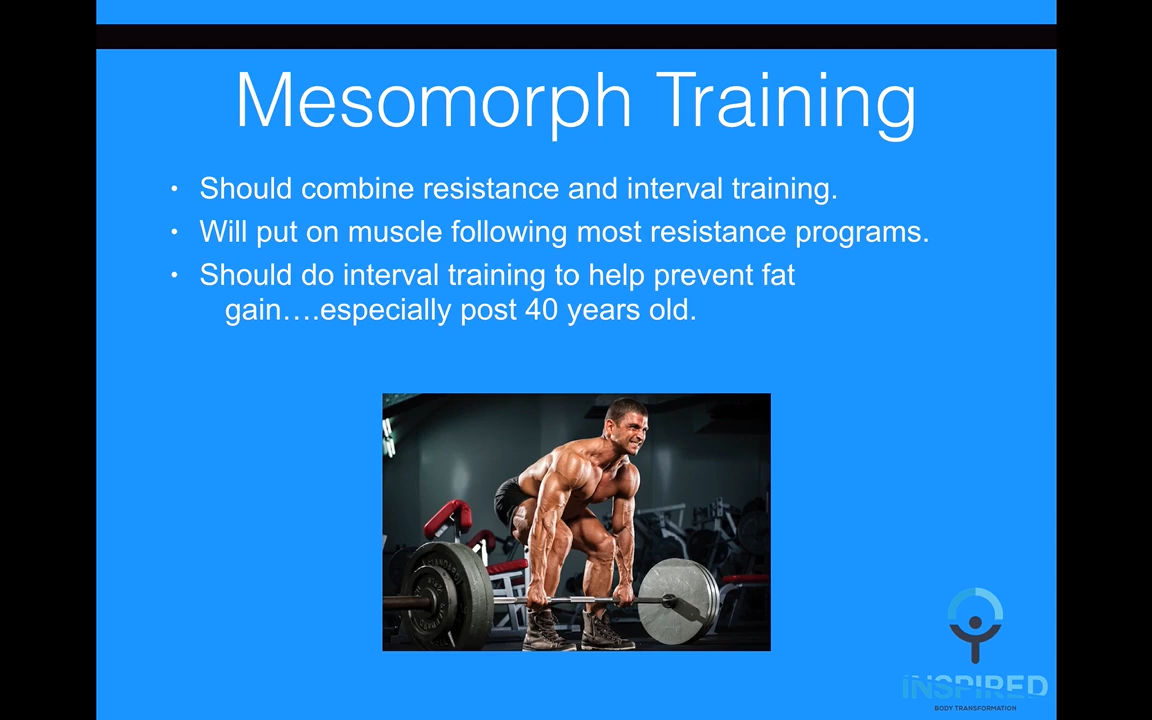 Mesomorph Training
• Should combine resistance and interval training.
• Will put on muscle following most resistance programs.
• Should do interval training to help prevent fat
gain….especially post 40 years old.
STANDARD
INSPIRED
BODY TRANSFORMATION